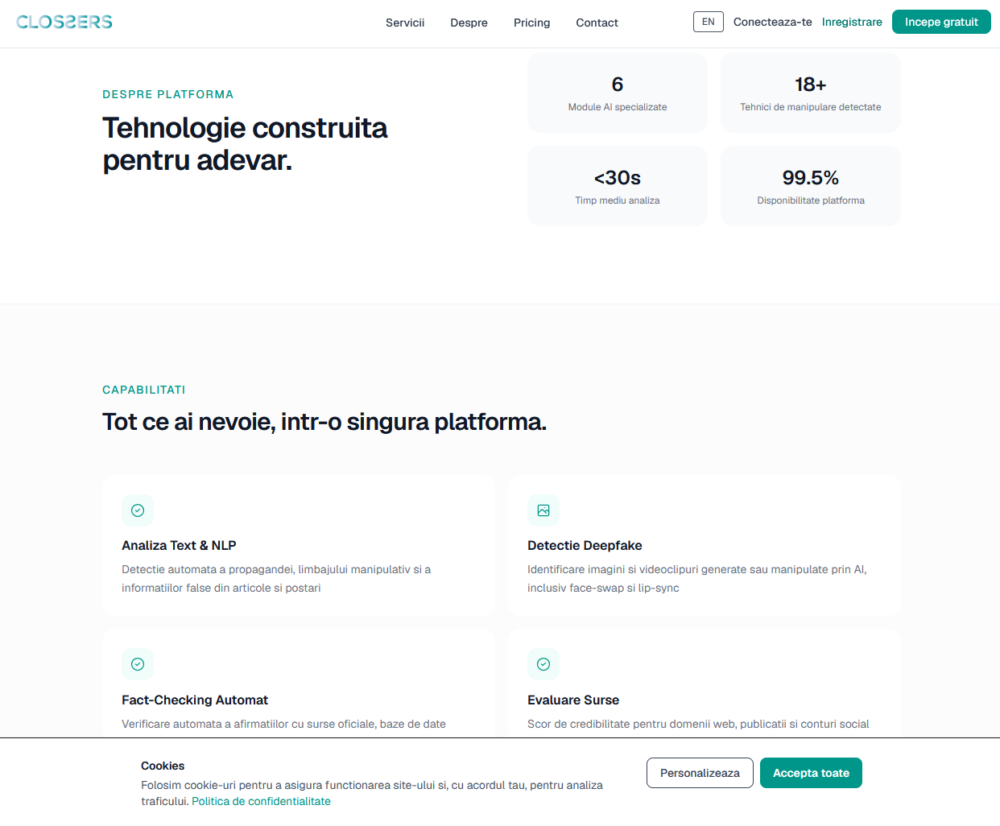 CLOSSERS
Servicii Despre Pricing Contact EN Conecteaza-te Inregistrare Incepe gratuit
DESPRE PLATFORMA
Tehnologie construita
pentru adevar.
6
Module AI specializate
18+
Tehnici de manipulare detectate
<30s
Timp mediu analiza
99.5%
Disponibilitate platforma
CAPABILITATI
Tot ce ai nevoie, intr-o singura platforma.
Analiza Text & NLP
Detectie automata a propagandei, limbajului manipulativ si a
informatiilor false din articole si postari
Detectie Deepfake
Identificare imagini si videoclipuri generate sau manipulate prin AI,
inclusiv face-swap si lip-sync
Fact-Checking Automat
Verificare automata a afirmatiilor cu surse oficiale, baze de date
Evaluare Surse
Scor de credibilitate pentru domenii web, publicatii si conturi social
Cookies
Folosim cookie-uri pentru a asigura functionarea site-ului si, cu acordul tau, pentru analiza
traficului. Politica de confidentialitate
Personalizeaza
Accepta toate